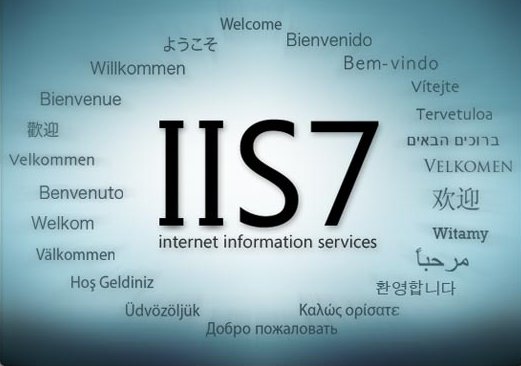 Welcome
ようこそ
Bienvenido
Willkommen
Bem-vindo
Bienvenue
Vítejte
歡迎
Tervetuloa
ברוכים הבאים
Velkommen
VELKOMEN
IIS7
internet information services
Benvenuto
欢迎
Welkom
Witamy
Välkommen
مرحباً
Hoş Geldiniz
환영합니다
Üdvözöljük
Καλώς ορίσατε
Добро пожаловать